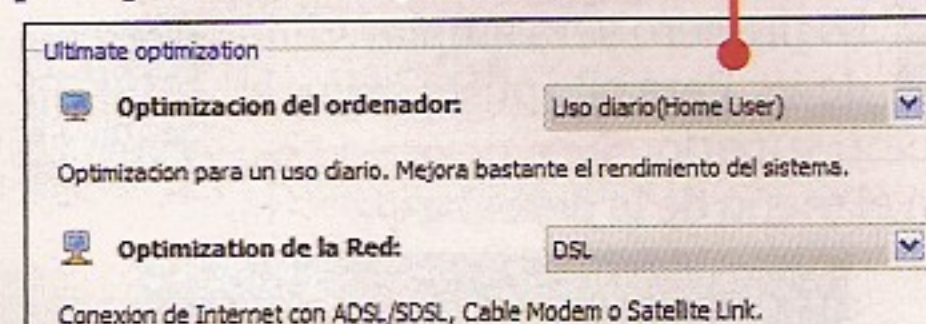 Ultimate optimization
Optimizacion del ordenador: Uso diario(Home User)
Optimizacion para un uso diario. Mejora bastante el rendimiento del sistema.
Optimization de la Red: DSL
Conexion de Internet con ADSL/SDSL, Cable Modem o Satellite Link.